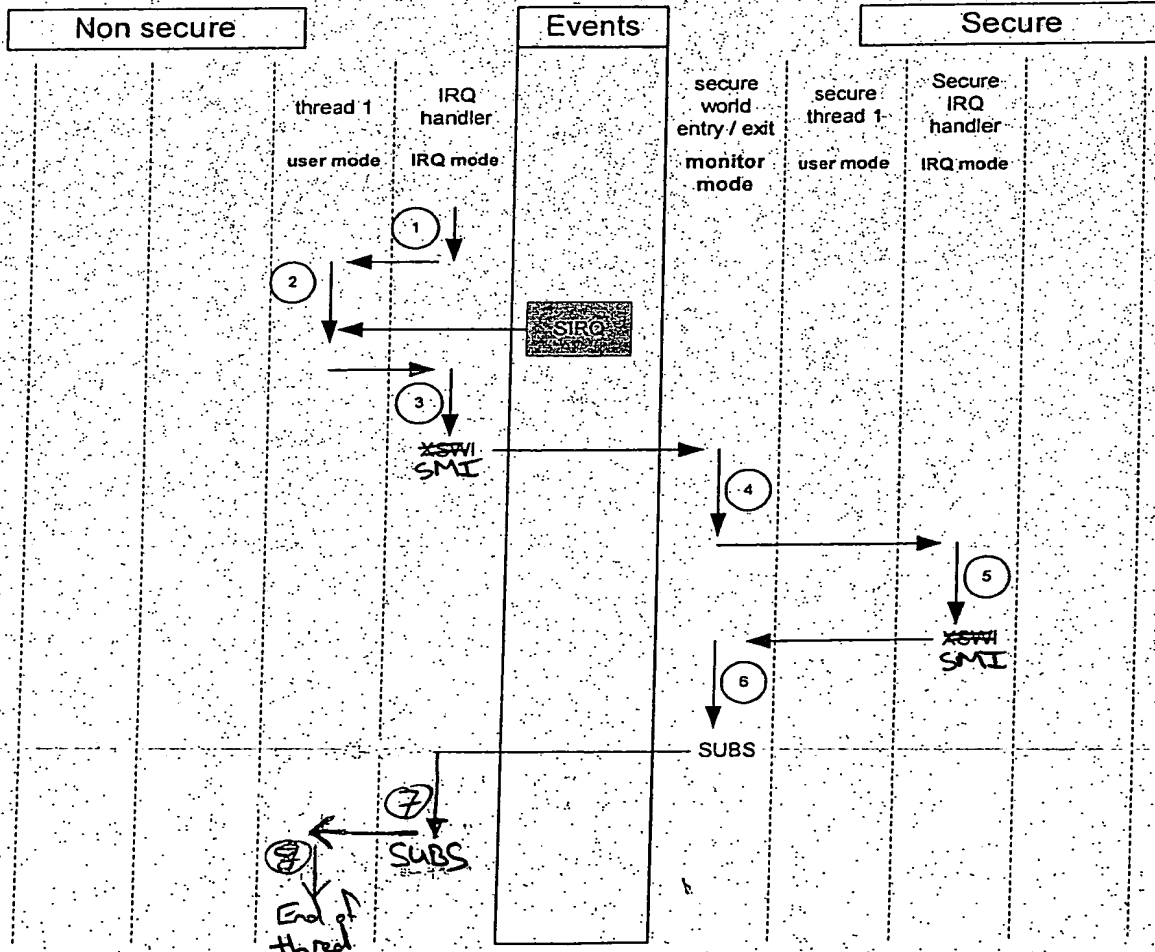 Non secure
Events
Secure
thread 1
user mode
IRQ
handler
IRQ mode
secure
world
entry / exit
monitor
mode
secure
thread 1
user mode
Secure
IRQ
handler
IRQ mode
1
2
SIRQ
3
XSWI
SMI
4
5
XSWI
SMI
6
SUBS
7
SUBS
8
End of
thread